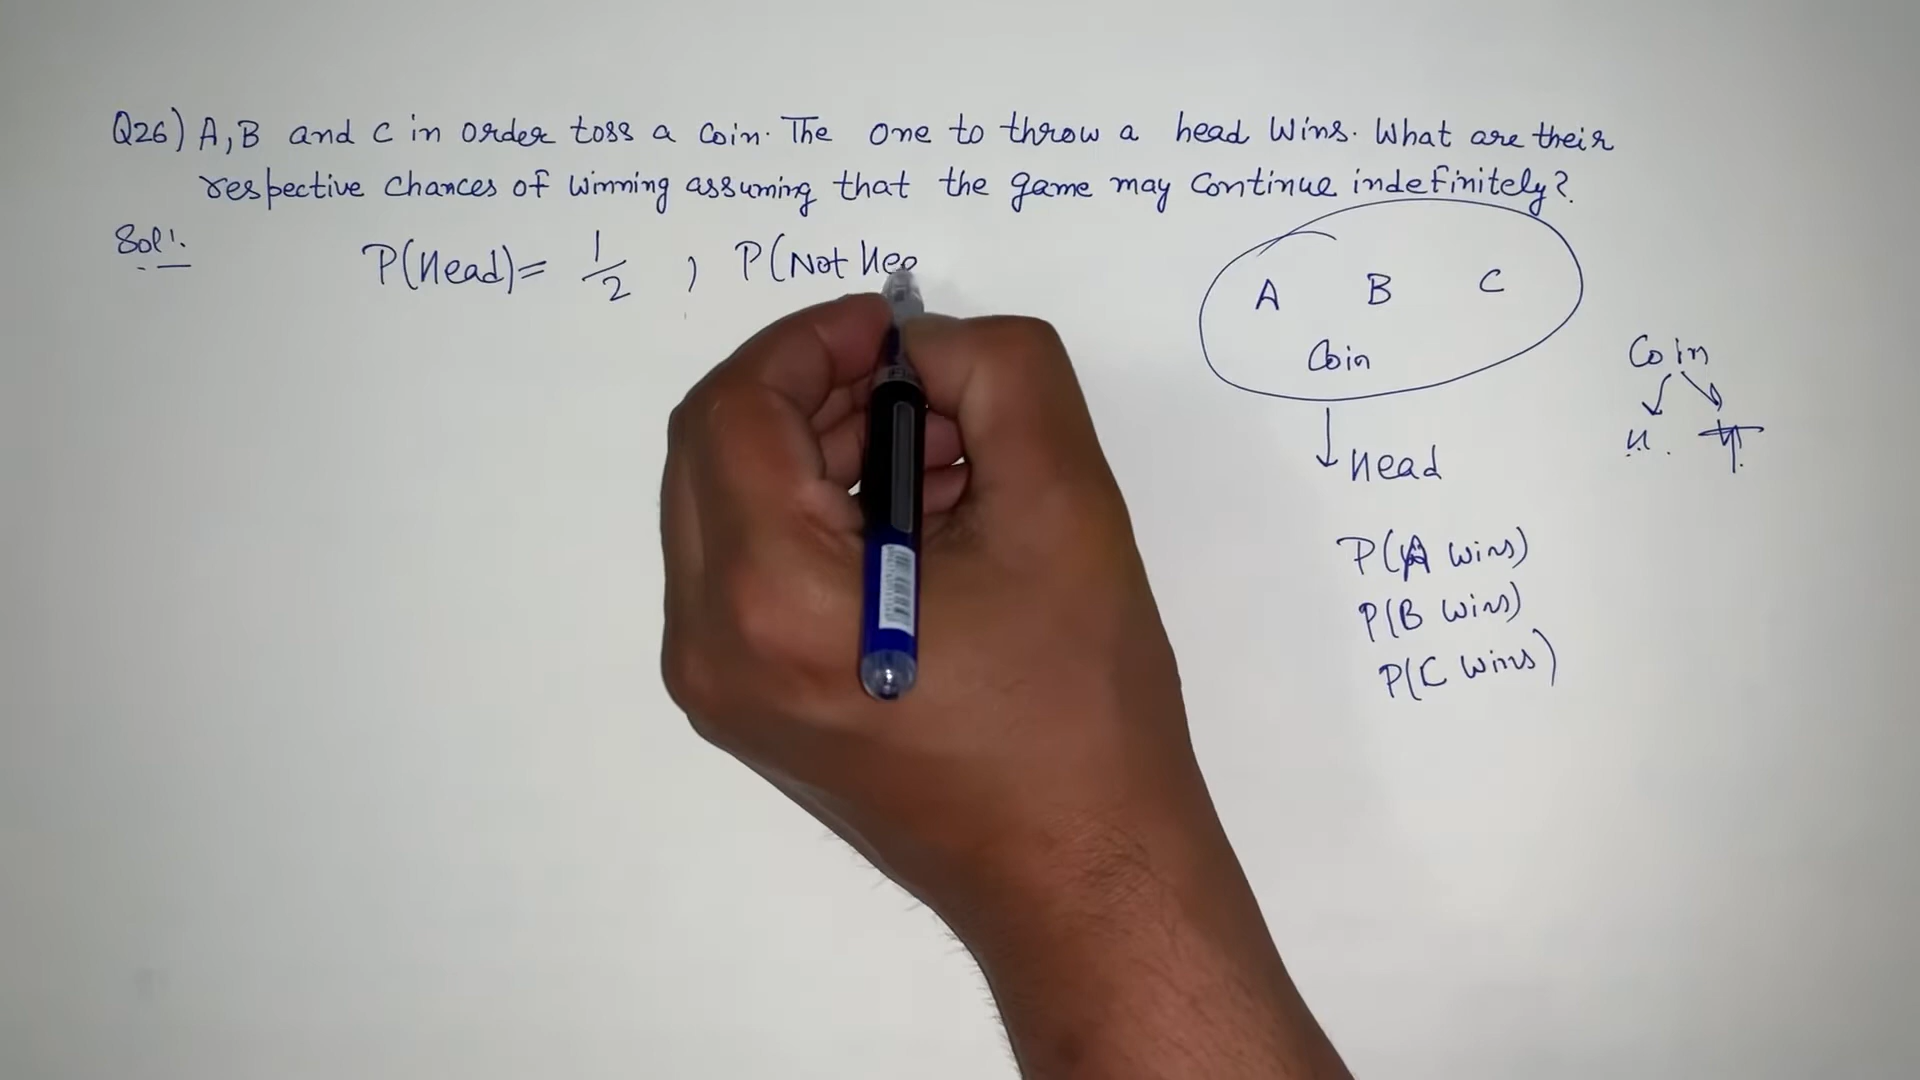 Q26) A, B and C in order toss a coin. The one to throw a head wins. What are their
respective chances of winning assuming that the game may continue indefinitely?
Sol':
P(Head) = 1/2 , P(Not Hea
A B C
Coin
Head
Coin
H T
P(A wins)
P(B wins)
P(C wins)